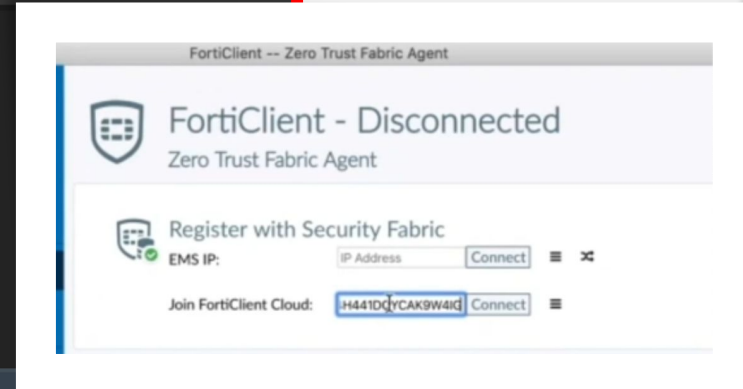 FortiClient -- Zero Trust Fabric Agent
FortiClient - Disconnected
Zero Trust Fabric Agent
Register with Security Fabric
EMS IP: IP Address Connect
Join FortiClient Cloud: Connect